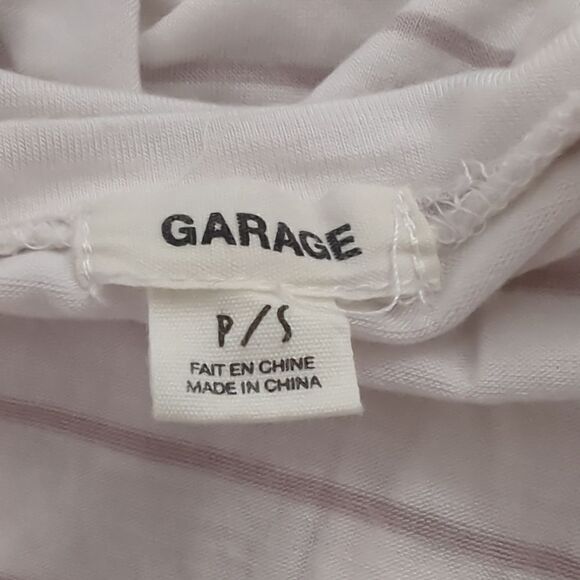 GARAGE
P/S
FAIT EN CHINE
MADE IN CHINA